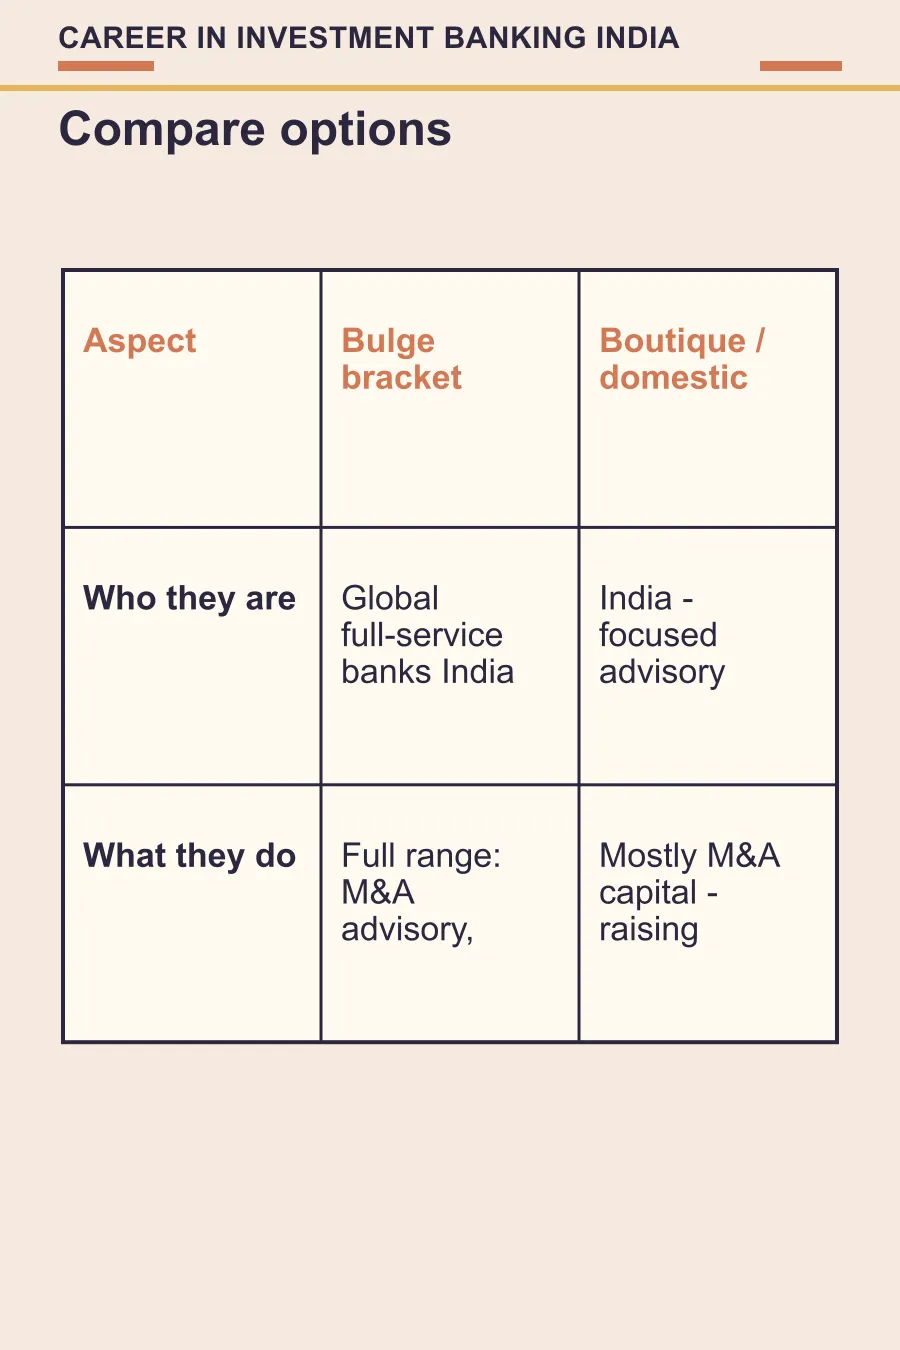 CAREER IN INVESTMENT BANKING INDIA
Compare options
Aspect
Bulge
bracket
Boutique /
domestic
Who they are
Global
full-service
banks India
India -
focused
advisory
What they do
Full range:
M&A
advisory,
Mostly M&A
capital -
raising